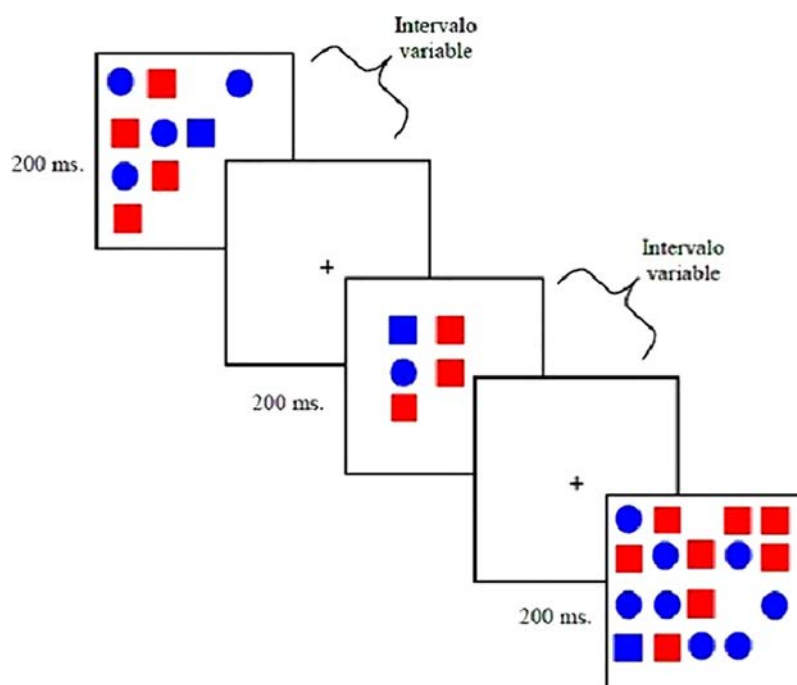 Intervalo
variable
200 ms.
+
Intervalo
variable
200 ms.
+
200 ms.